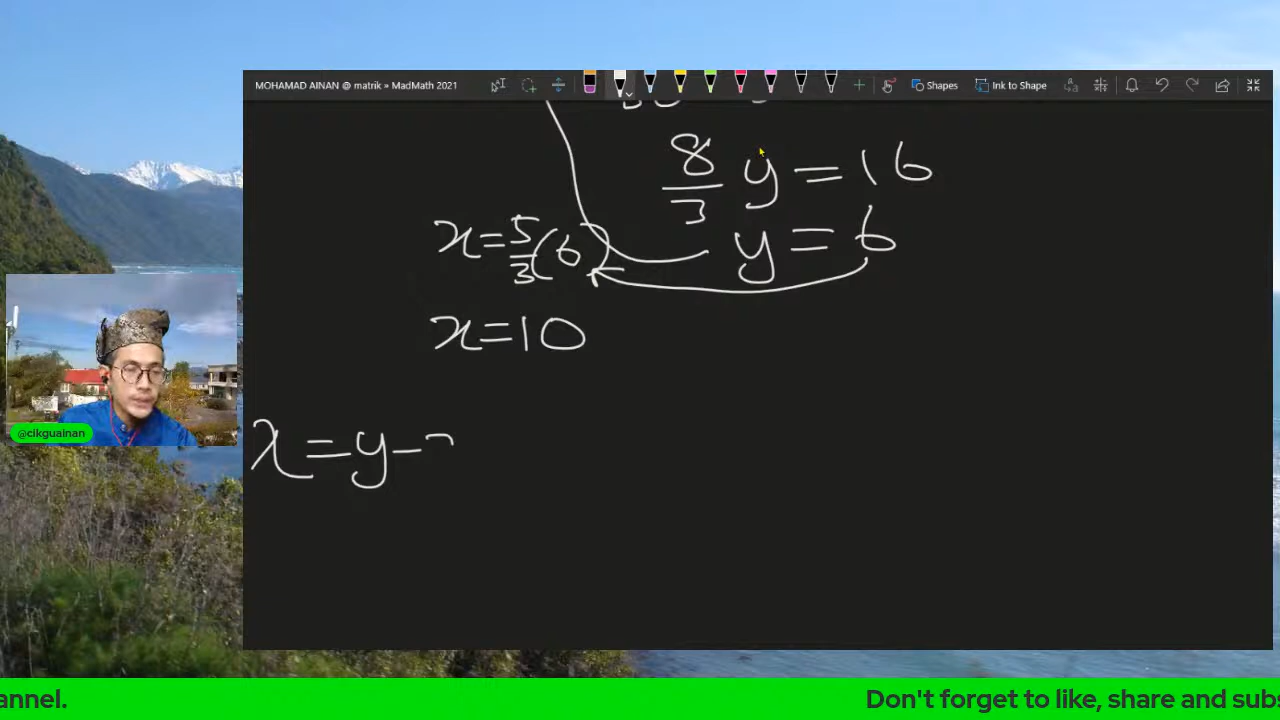 MOHAMAD AINAN @ matrik » MadMath 2021
Shapes
Ink to Shape
8/3 y = 16
x = 5/3 (6)
y = 6
x = 10
x = y -
@cikguainan
annel.
Don't forget to like, share and subs